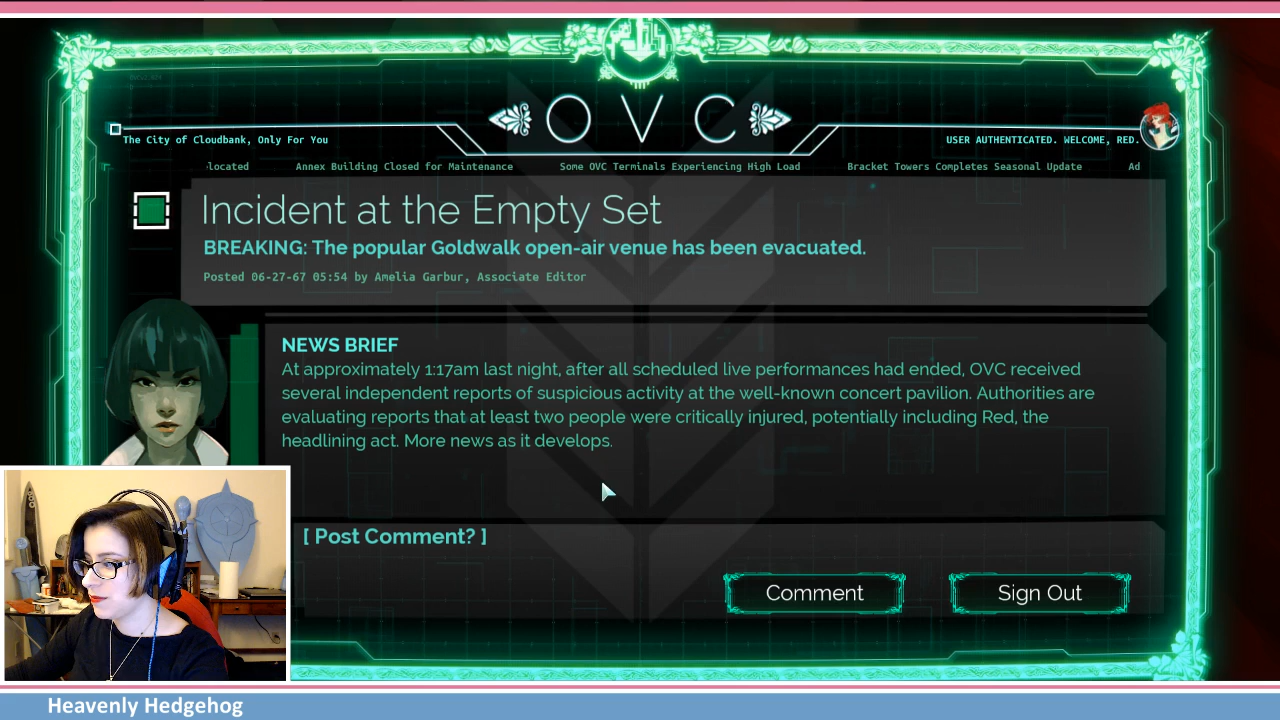 OVC
The City of Cloudbank, Only For You
USER AUTHENTICATED. WELCOME, RED.
located Annex Building Closed for Maintenance Some OVC Terminals Experiencing High Load Bracket Towers Completes Seasonal Update Ad
Incident at the Empty Set
BREAKING: The popular Goldwalk open-air venue has been evacuated.
Posted 06-27-67 05:54 by Amelia Garbur, Associate Editor
NEWS BRIEF
At approximately 1:17am last night, after all scheduled live performances had ended, OVC received
several independent reports of suspicious activity at the well-known concert pavilion. Authorities are
evaluating reports that at least two people were critically injured, potentially including Red, the
headlining act. More news as it develops.
[ Post Comment? ]
Comment
Sign Out
Heavenly Hedgehog